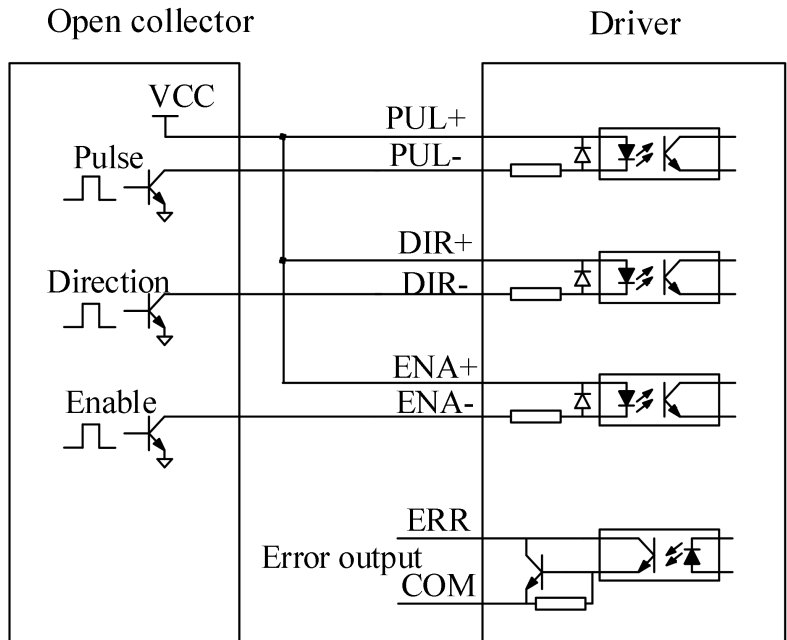 Open collector
Driver
VCC
PUL+
Pulse
PUL-
DIR+
Direction
DIR-
ENA+
Enable
ENA-
ERR
Error output
COM